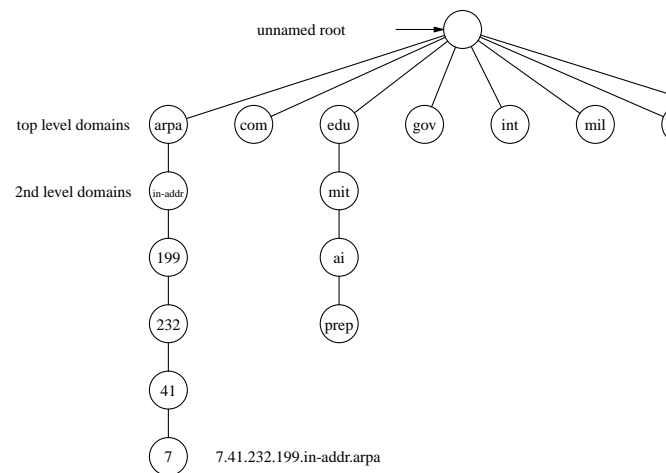 unnamed root
top level domains arpa com edu gov int mil
2nd level domains in-addr mit
199 ai
232 prep
41
7 7.41.232.199.in-addr.arpa